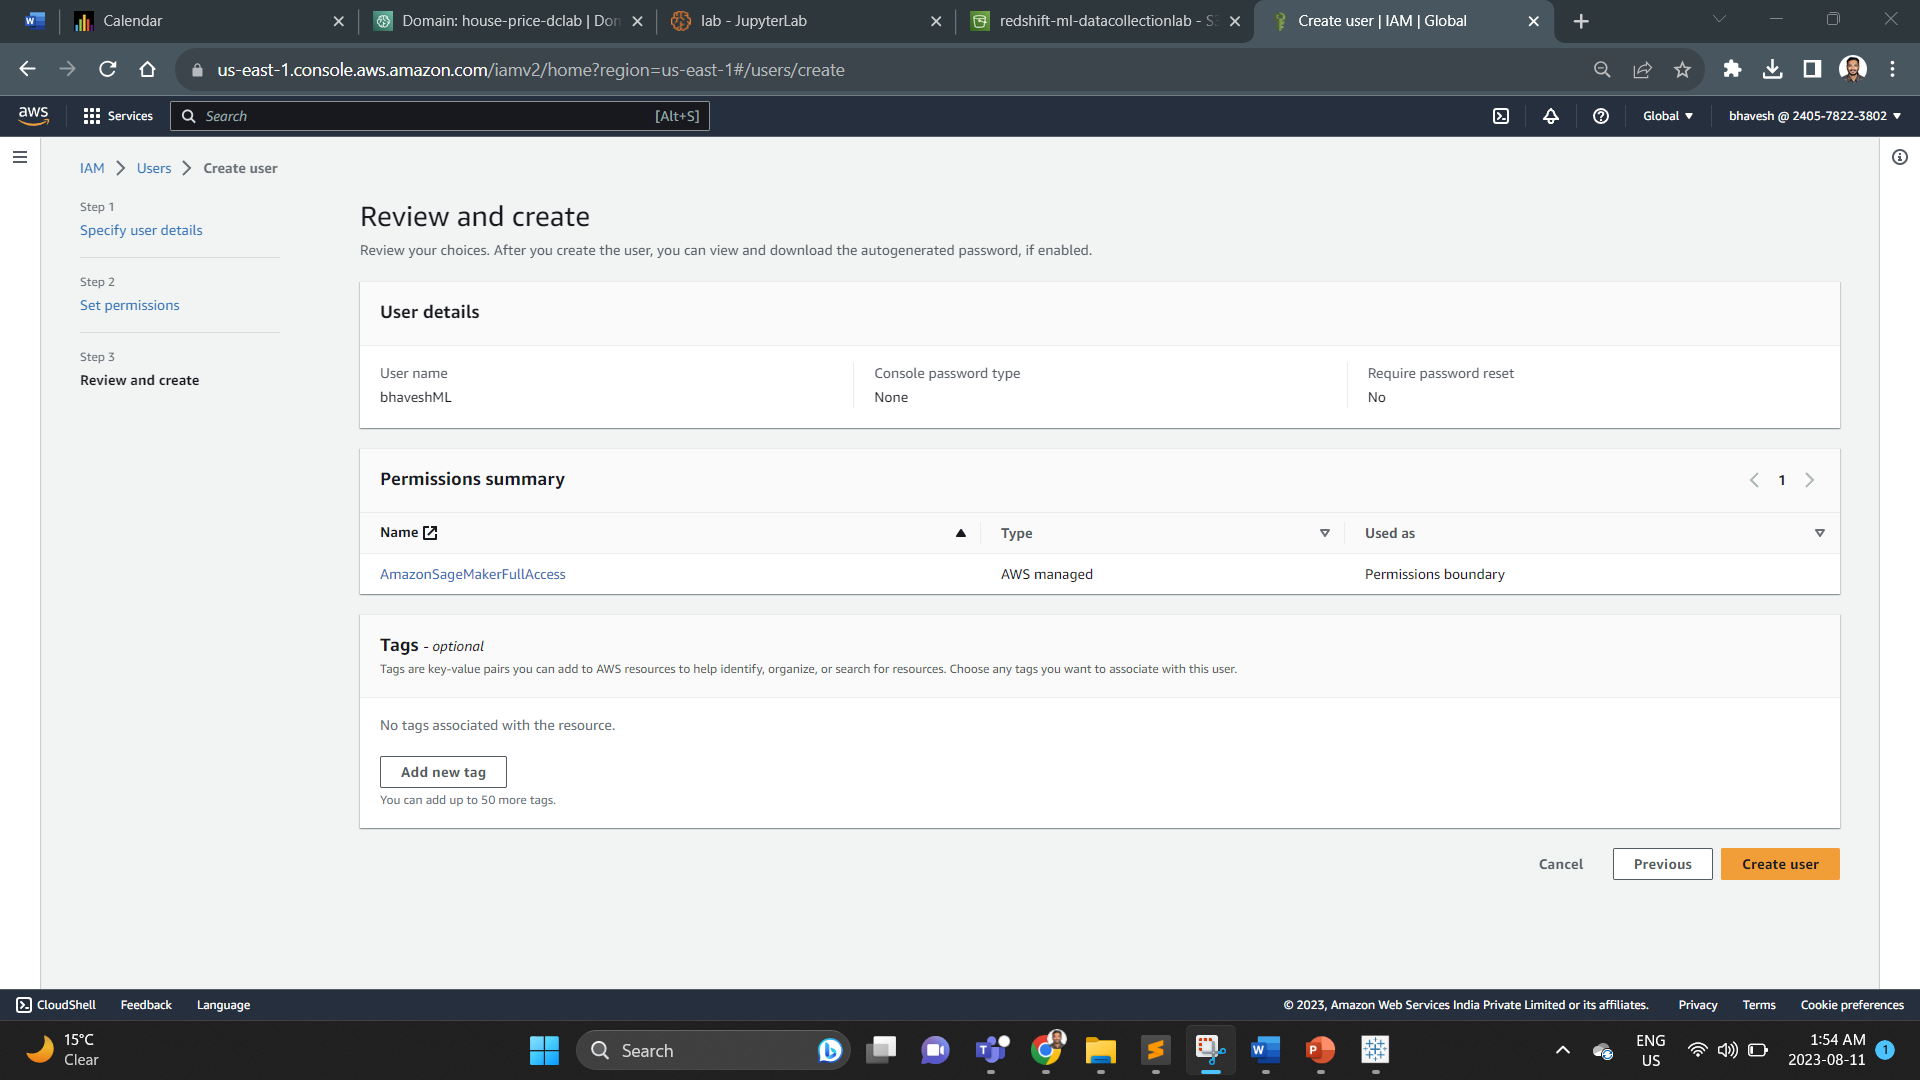 Calendar
Domain: house-price-dclab | Don
lab - JupyterLab
redshift-ml-datacollectionlab - S3
Create user | IAM | Global
us-east-1.console.aws.amazon.com/iamv2/home?region=us-east-1#/users/create
aws
Services
Search
[Alt+S]
Global
bhavesh @ 2405-7822-3802
IAM
Users
Create user
Step 1
Specify user details
Step 2
Set permissions
Step 3
Review and create
Review and create
Review your choices. After you create the user, you can view and download the autogenerated password, if enabled.
User details
User name
bhaveshML
Console password type
None
Require password reset
No
Permissions summary
1
Name
Type
Used as
AmazonSageMakerFullAccess
AWS managed
Permissions boundary
Tags - optional
Tags are key-value pairs you can add to AWS resources to help identify, organize, or search for resources. Choose any tags you want to associate with this user.
No tags associated with the resource.
Add new tag
You can add up to 50 more tags.
Cancel
Previous
Create user
CloudShell
Feedback
Language
© 2023, Amazon Web Services India Private Limited or its affiliates.
Privacy
Terms
Cookie preferences
15°C
Clear
Search
ENG
US
1:54 AM
2023-08-11
1